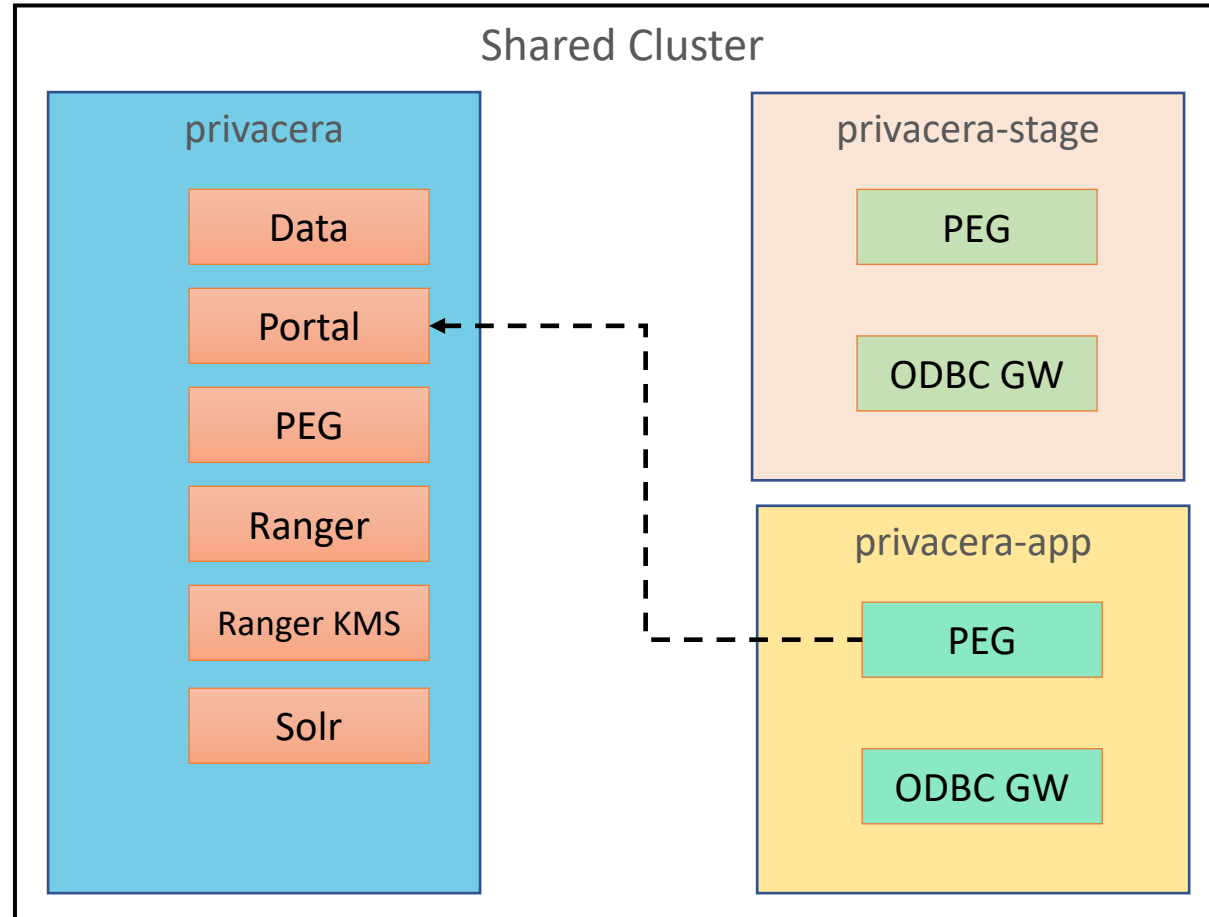 Shared Cluster
privacera
Data
Portal
PEG
Ranger
Ranger KMS
Solr
privacera-stage
PEG
ODBC GW
privacera-app
PEG
ODBC GW